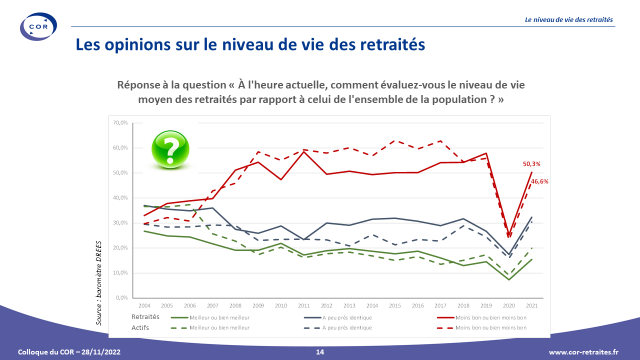 COR
Le niveau de vie des retraités
Les opinions sur le niveau de vie des retraités
Réponse à la question « À l'heure actuelle, comment évaluez-vous le niveau de vie
moyen des retraités par rapport à celui de l'ensemble de la population ? »
70,0%
60,0%
50,0%
40,0%
30,0%
20,0%
10,0%
0,0%
?
50,3%
46,6%
2004 2005 2006 2007 2008 2009 2010 2011 2012 2013 2014 2015 2016 2017 2018 2019 2020 2021
Retraités Meilleur ou bien meilleur A peu près identique Moins bon ou bien moins bon
Actifs Meilleur ou bien meilleur A peu près identique Moins bon ou bien moins bon
Source : baromètre DREES
Colloque du COR – 28/11/2022
14
www.cor-retraites.fr